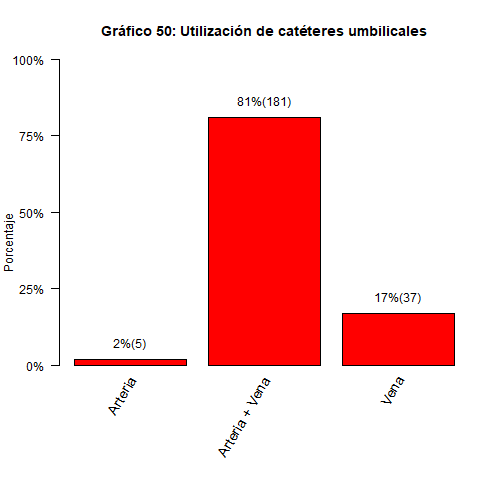 Gráfico 50: Utilización de catéteres umbilicales
100%
75%
50%
25%
0%
Porcentaje
2%(5)
81%(181)
17%(37)
Arteria
Arteria + Vena
Vena